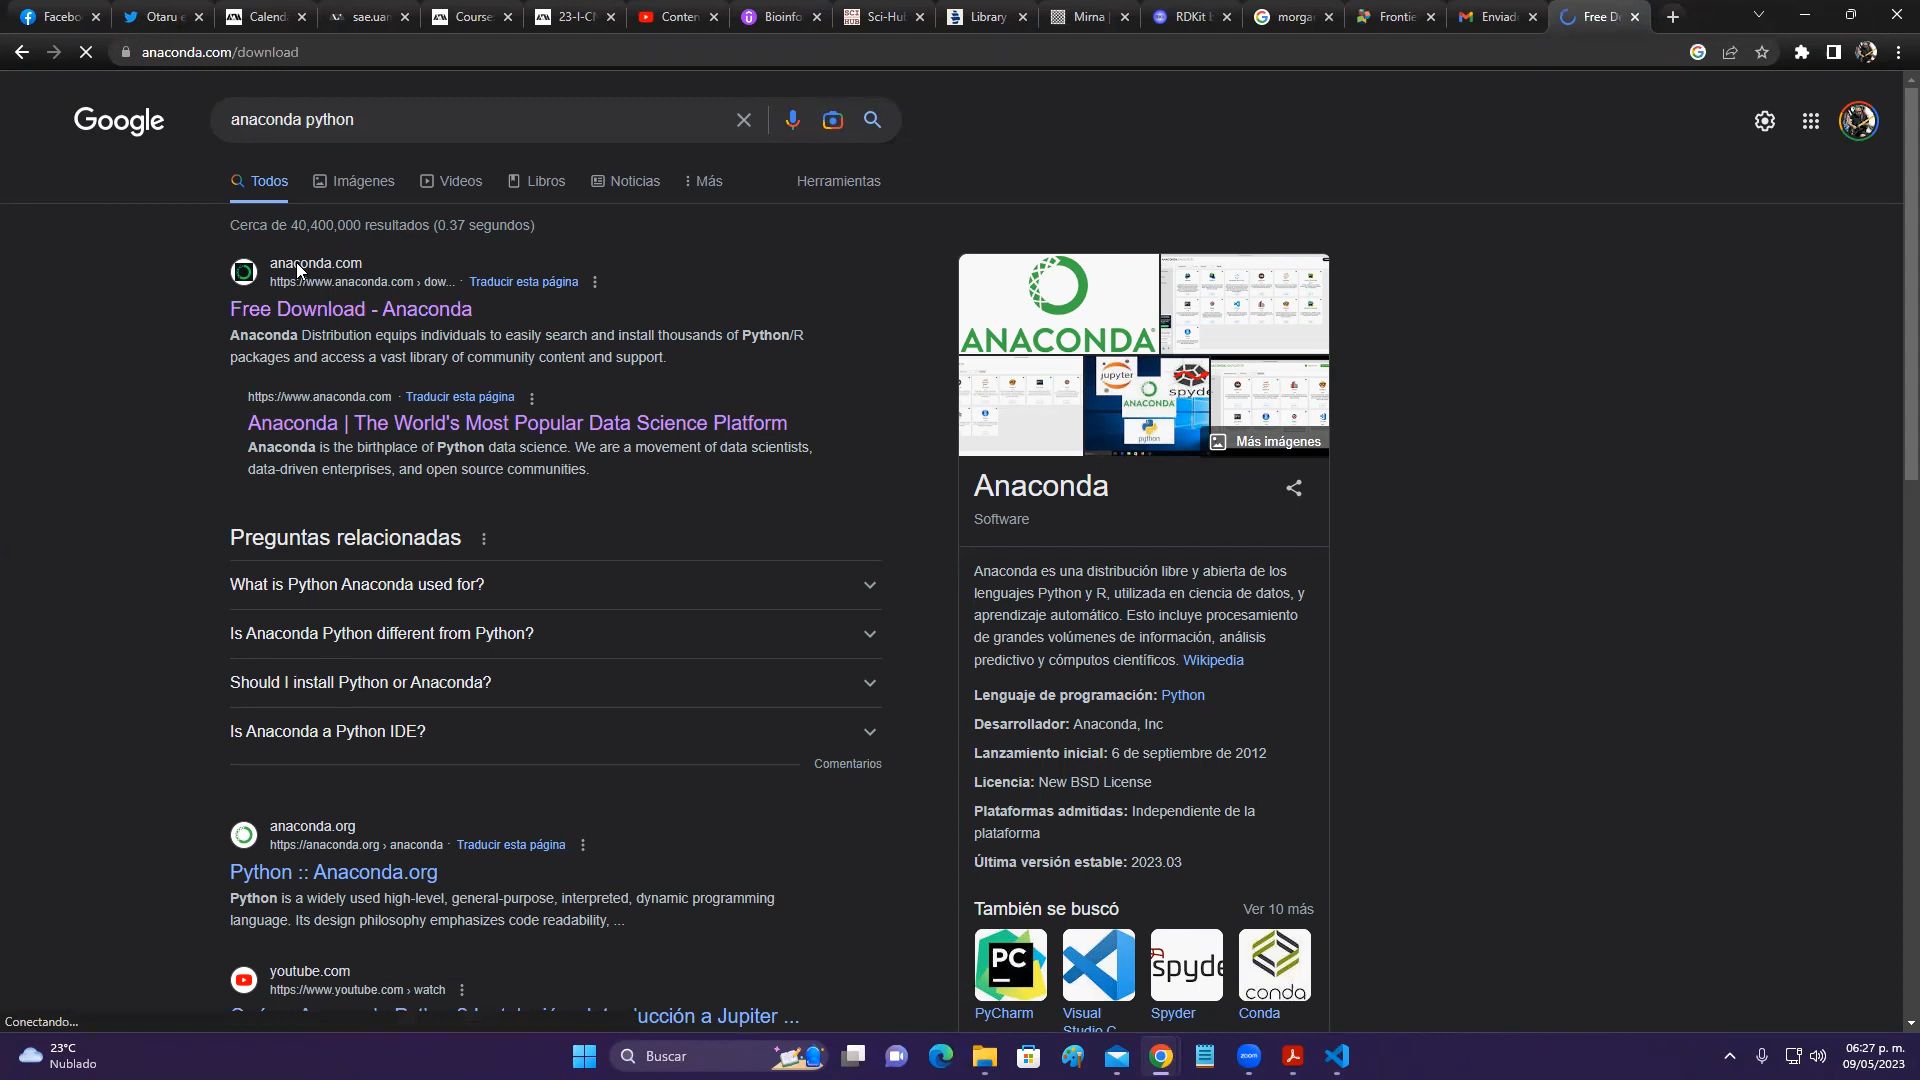 Facebo
Otaru e
Calend
sae.uan
Course
23-I-Cl
Conten
Bioinfo
Sci-Hu
Library
Mirna |
RDKit b
morga
Frontie
Enviad
Free D
anaconda.com/download
Google
anaconda python
Todos
Imágenes
Videos
Libros
Noticias
Más
Herramientas
Cerca de 40,400,000 resultados (0.37 segundos)
anaconda.com
https://www.anaconda.com › dow... · Traducir esta página
Free Download - Anaconda
Anaconda Distribution equips individuals to easily search and install thousands of Python/R
packages and access a vast library of community content and support.
https://www.anaconda.com · Traducir esta página
Anaconda | The World's Most Popular Data Science Platform
Anaconda is the birthplace of Python data science. We are a movement of data scientists,
data-driven enterprises, and open source communities.
Preguntas relacionadas
What is Python Anaconda used for?
Is Anaconda Python different from Python?
Should I install Python or Anaconda?
Is Anaconda a Python IDE?
Comentarios
anaconda.org
https://anaconda.org › anaconda · Traducir esta página
Python :: Anaconda.org
Python is a widely used high-level, general-purpose, interpreted, dynamic programming
language. Its design philosophy emphasizes code readability, ...
youtube.com
https://www.youtube.com › watch
ucción a Jupiter ...
ANACONDA
jupyter
spyde
ANACONDA
python
Más imágenes
Anaconda
Software
Anaconda es una distribución libre y abierta de los
lenguajes Python y R, utilizada en ciencia de datos, y
aprendizaje automático. Esto incluye procesamiento
de grandes volúmenes de información, análisis
predictivo y cómputos científicos. Wikipedia
Lenguaje de programación: Python
Desarrollador: Anaconda, Inc
Lanzamiento inicial: 6 de septiembre de 2012
Licencia: New BSD License
Plataformas admitidas: Independiente de la
plataforma
Última versión estable: 2023.03
También se buscó
Ver 10 más
PC
spyde
conda
PyCharm
Visual
Studio C
Spyder
Conda
Conectando...
23°C
Nublado
Buscar
zoom
06:27 p. m.
09/05/2023